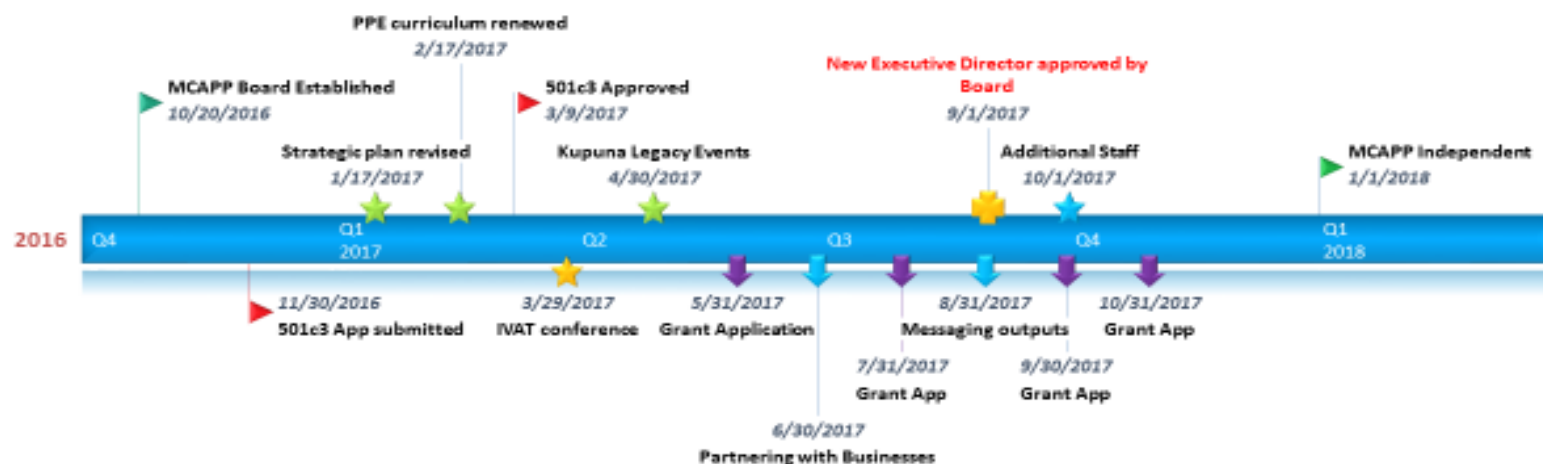 PPE curriculum renewed
2/17/2017
New Executive Director approved by
Board
9/1/2017
MCAPP Board Established
10/20/2016
501c3 Approved
3/9/2017
Strategic plan revised
1/17/2017
Kupuna Legacy Events
4/30/2017
Additional Staff
10/1/2017
MCAPP Independent
1/1/2018
2016
Q4
Q1
2017
Q2
Q3
Q4
Q1
2018
11/30/2016
501c3 App submitted
3/29/2017
IVAT conference
5/31/2017
Grant Application
8/31/2017
Messaging outputs
10/31/2017
Grant App
7/31/2017
Grant App
9/30/2017
Grant App
6/30/2017
Partnering with Businesses